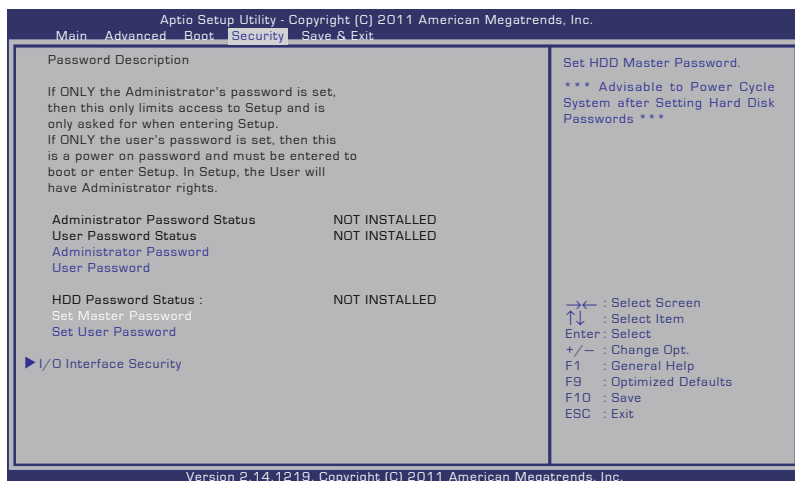 Aptio Setup Utility - Copyright (C) 2011 American Megatrends, Inc.
Main Advanced Boot Security Save & Exit
Password Description
If ONLY the Administrator's password is set,
then this only limits access to Setup and is
only asked for when entering Setup.
If ONLY the user's password is set, then this
is a power on password and must be entered to
boot or enter Setup. In Setup, the User will
have Administrator rights.
Administrator Password Status NOT INSTALLED
User Password Status NOT INSTALLED
Administrator Password
User Password
HDD Password Status : NOT INSTALLED
Set Master Password
Set User Password
I/O Interface Security
Set HDD Master Password.
*** Advisable to Power Cycle
System after Setting Hard Disk
Passwords ***
→← : Select Screen
↑↓ : Select Item
Enter : Select
+/— : Change Opt.
F1 : General Help
F9 : Optimized Defaults
F10 : Save
ESC : Exit
Version 2.14.1219. Copyright (C) 2011 American Megatrends, Inc.